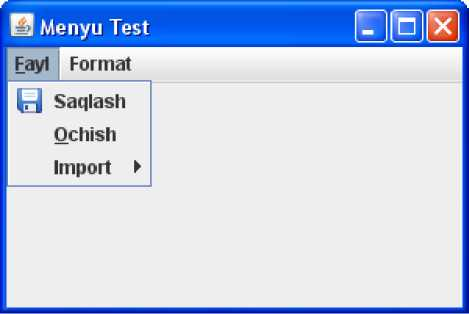 Menyu Test
Fayl Format
Saqlash
Ochish
Import